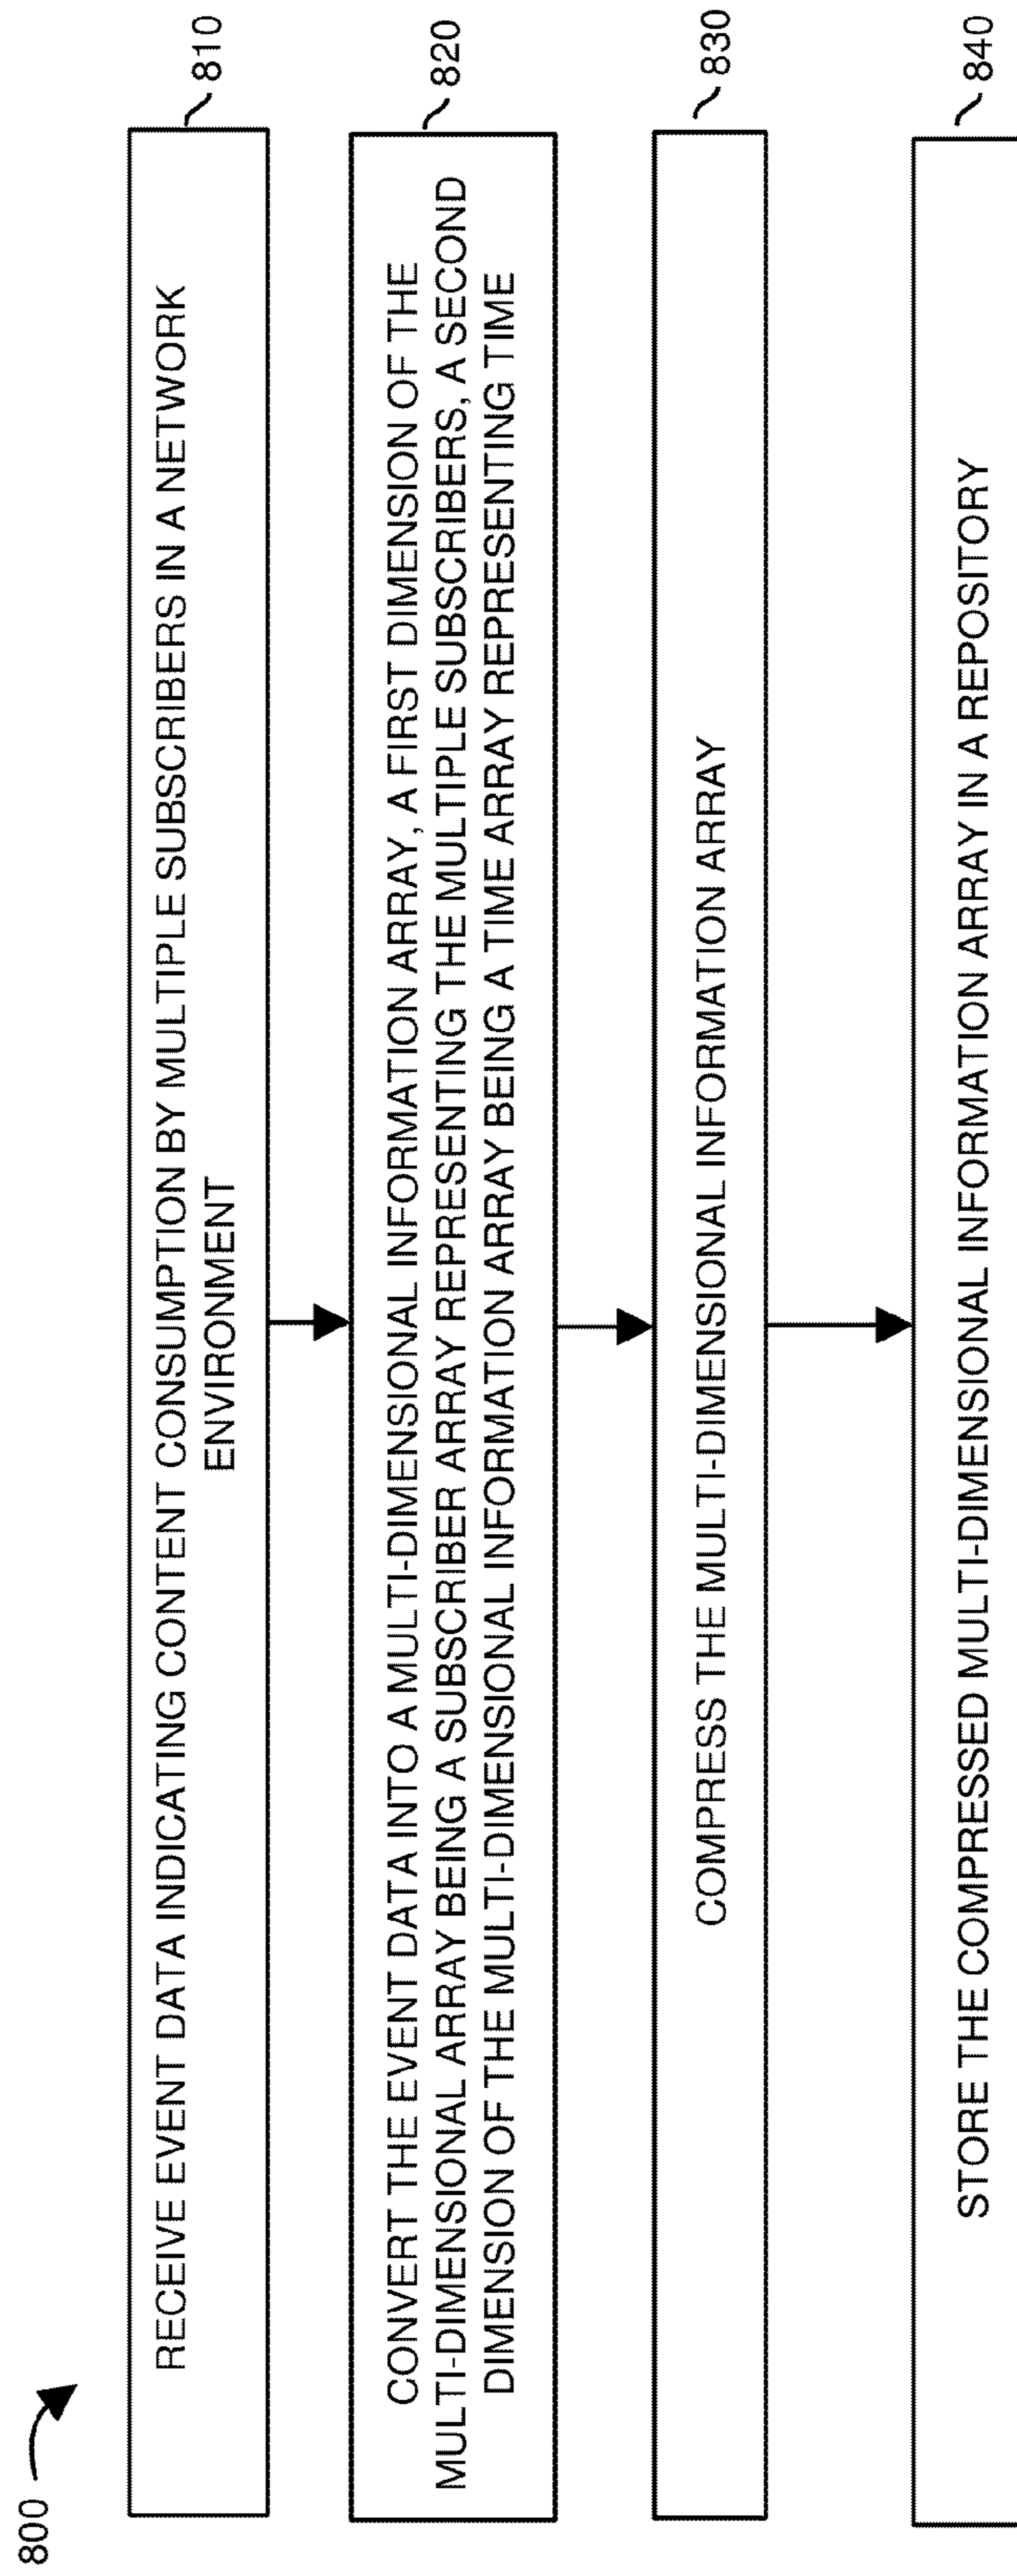 800
RECEIVE EVENT DATA INDICATING CONTENT CONSUMPTION BY MULTIPLE SUBSCRIBERS IN A NETWORK
ENVIRONMENT
810
CONVERT THE EVENT DATA INTO A MULTI-DIMENSIONAL INFORMATION ARRAY, A FIRST DIMENSION OF THE
MULTI-DIMENSIONAL ARRAY BEING A SUBSCRIBER ARRAY REPRESENTING THE MULTIPLE SUBSCRIBERS, A SECOND
DIMENSION OF THE MULTI-DIMENSIONAL INFORMATION ARRAY BEING A TIME ARRAY REPRESENTING TIME
820
COMPRESS THE MULTI-DIMENSIONAL INFORMATION ARRAY
830
STORE THE COMPRESSED MULTI-DIMENSIONAL INFORMATION ARRAY IN A REPOSITORY
840